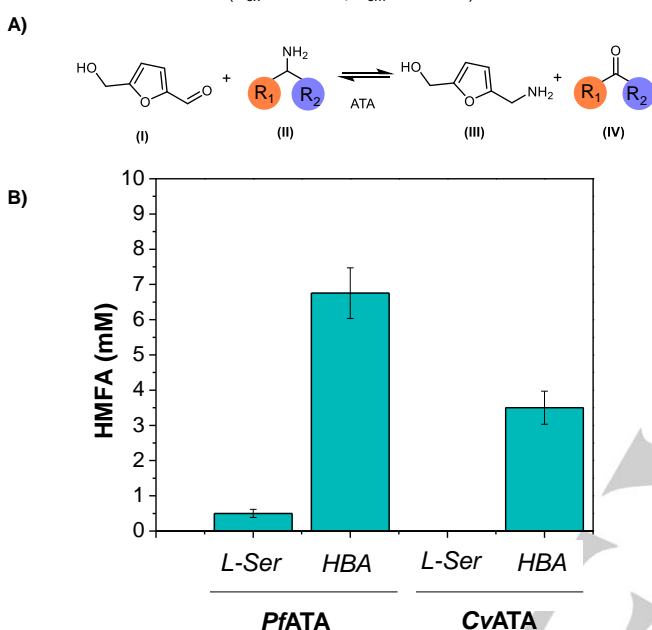 A)
HO
O
O
+
NH2
R1
R2
ATA
HO
O
NH2
+
O
R1
R2
(I)
(II)
(III)
(IV)
B)
HMFA (mM)
10
9
8
7
6
5
4
3
2
1
0
L-Ser HBA L-Ser HBA
PfATA CvATA